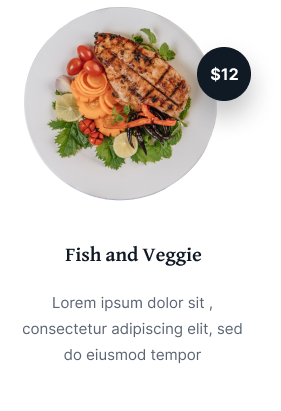 $12
Fish and Veggie
Lorem ipsum dolor sit ,
consectetur adipiscing elit, sed
do eiusmod tempor